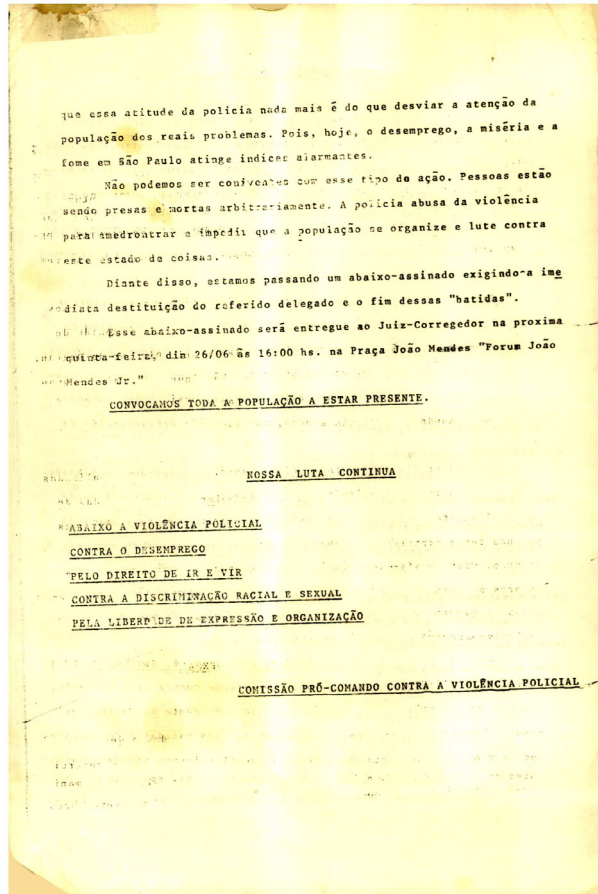 que essa atitude da policia nada mais é do que desviar a atenção da
população dos reais problemas. Pois, hoje, o desemprego, a miséria e a
fome em São Paulo atinge indices alarmantes.
Não podemos ser coniventes com esse tipo de ação. Pessoas estão
sendo presas e mortas arbitrariamente. A policia abusa da violência
para amedrontrar e impedir que a população se organize e lute contra
este estado de coisas.
Diante disso, estamos passando um abaixo-assinado exigindo a ime
diata destituição do referido delegado e o fim dessas "batidas".
Esse abaixo-assinado será entregue ao Juiz-Corregedor na proxima
quinta-feira, dia 26/06 às 16:00 hs. na Praça João Mendes "Forum João
Mendes Jr."
CONVOCAMOS TODA A POPULAÇÃO A ESTAR PRESENTE.
NOSSA LUTA CONTINUA
ABAIXO A VIOLÊNCIA POLICIAL
CONTRA O DESEMPREGO
PELO DIREITO DE IR E VIR
CONTRA A DISCRIMINAÇÃO RACIAL E SEXUAL
PELA LIBERDADE DE EXPRESSÃO E ORGANIZAÇÃO
COMISSÃO PRÓ-COMANDO CONTRA A VIOLÊNCIA POLICIAL